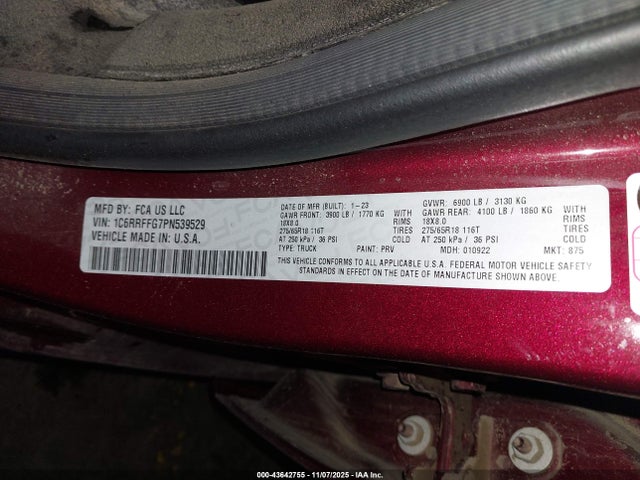 MFD BY: FCA US LLC
VIN: 1C6RRFFG7PN539529
VEHICLE MADE IN: U.S.A.
DATE OF MFR (BUILT): 1-23
GVWR: 6900 LB / 3130 KG
GAWR FRONT: 3900 LB / 1770 KG WITH
GAWR REAR: 4100 LB / 1860 KG WITH
18X8.0 RIMS
18X8.0 RIMS
275/65R18 116T TIRES
275/65R18 116T TIRES
AT 250 kPa / 36 PSI
AT 250 kPa / 36 PSI
TYPE: TRUCK PAINT: PRV MDH: 010922 MKT: 875
THIS VEHICLE CONFORMS TO ALL APPLICABLE U.S.A. FEDERAL MOTOR VEHICLE SAFETY
STANDARDS IN EFFECT ON THE DATE OF MANUFACTURE SHOWN ABOVE.
000-43642755 - 11/07/2025 - IAA Inc.